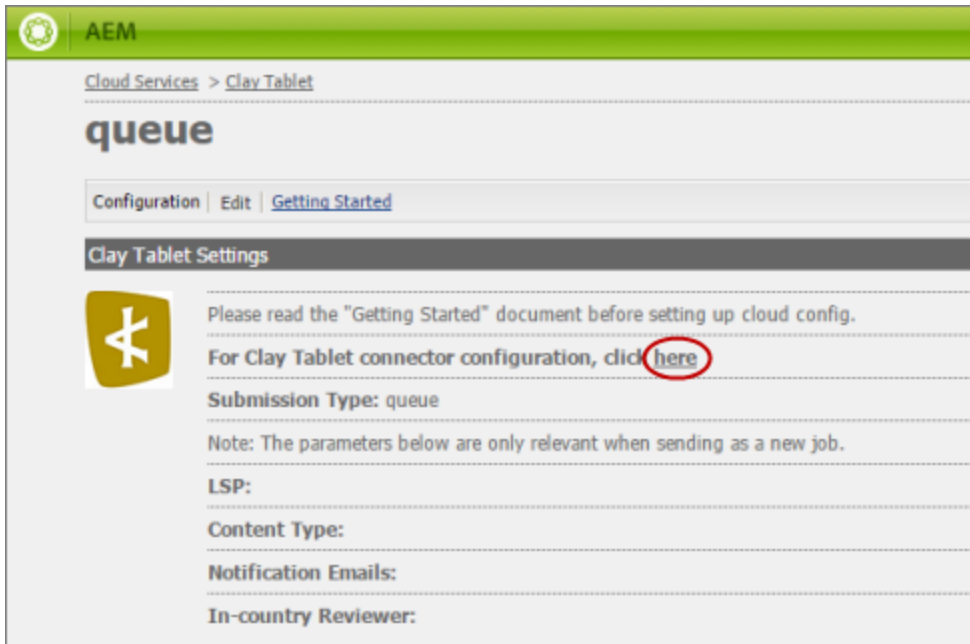 AEM
Cloud Services > Clay Tablet
queue
Configuration | Edit | Getting Started
Clay Tablet Settings
Please read the "Getting Started" document before setting up cloud config.
For Clay Tablet connector configuration, click here
Submission Type: queue
Note: The parameters below are only relevant when sending as a new job.
LSP:
Content Type:
Notification Emails:
In-country Reviewer: